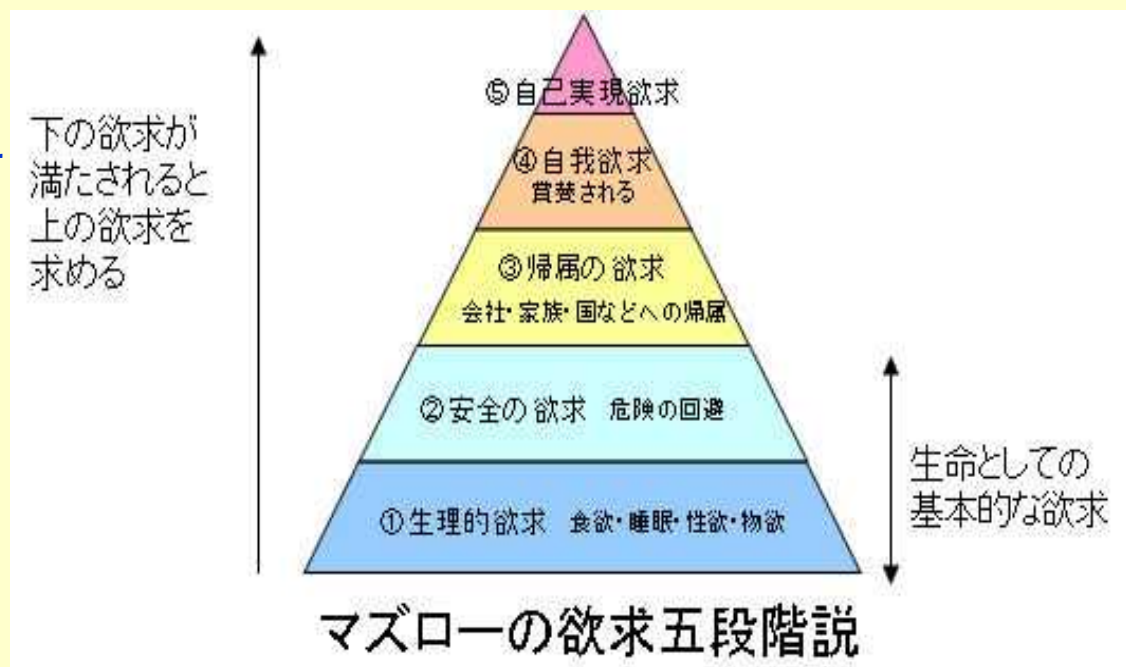 ⑤自己実現欲求
④自我欲求
賞賛される
③帰属の欲求
会社・家族・国などへの帰属
②安全の欲求 危険の回避
①生理的欲求 食欲・睡眠・性欲・物欲
下の欲求が
満たされると
上の欲求を
求める
生命としての
基本的な欲求
マズローの欲求五段階説